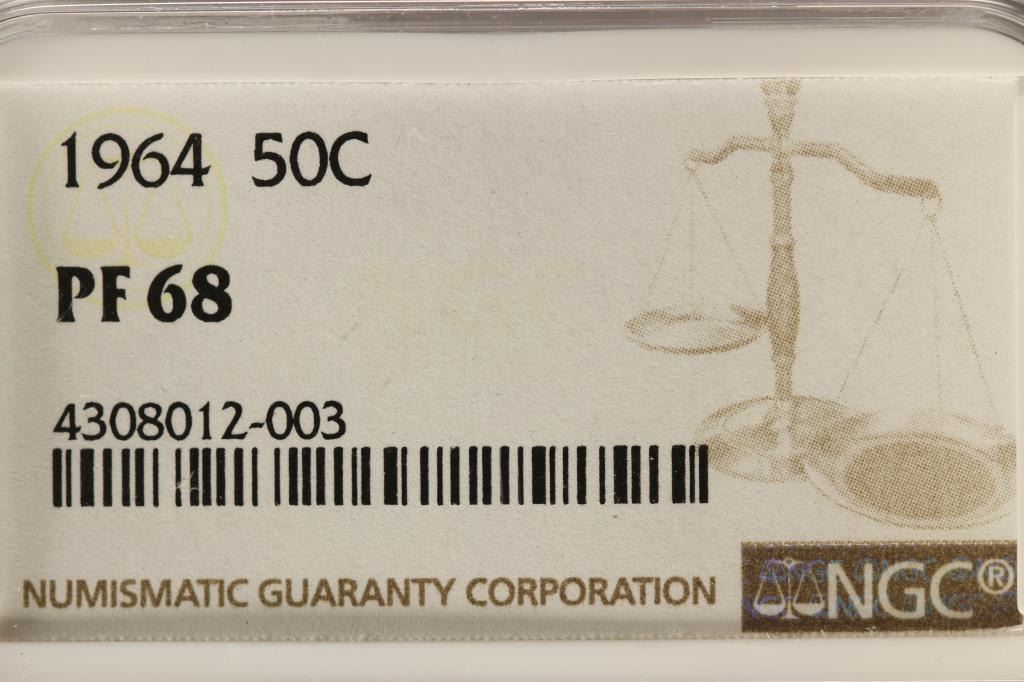 1964 50C
PF 68
4308012-003
NUMISMATIC GUARANTY CORPORATION
NGC®